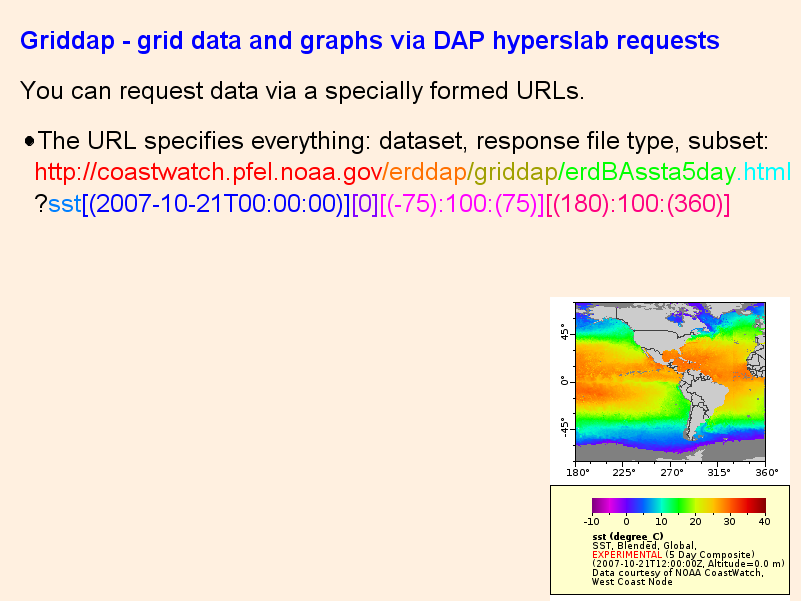 Griddap - grid data and graphs via DAP hyperslab requests
You can request data via a specially formed URLs.
●The URL specifies everything: dataset, response file type, subset:
http://coastwatch.pfel.noaa.gov/erddap/griddap/erdBAssta5day.html
?sst[(2007-10-21T00:00:00)][0][(-75):100:(75)][(180):100:(360)]
45°
0°
-45°
180° 225° 270° 315° 360°
-10 0 10 20 30 40
sst (degree_C)
SST, Blended, Global,
EXPERIMENTAL (5 Day Composite)
(2007-10-21T12:00:00Z, Altitude=0.0 m)
Data courtesy of NOAA CoastWatch,
West Coast Node